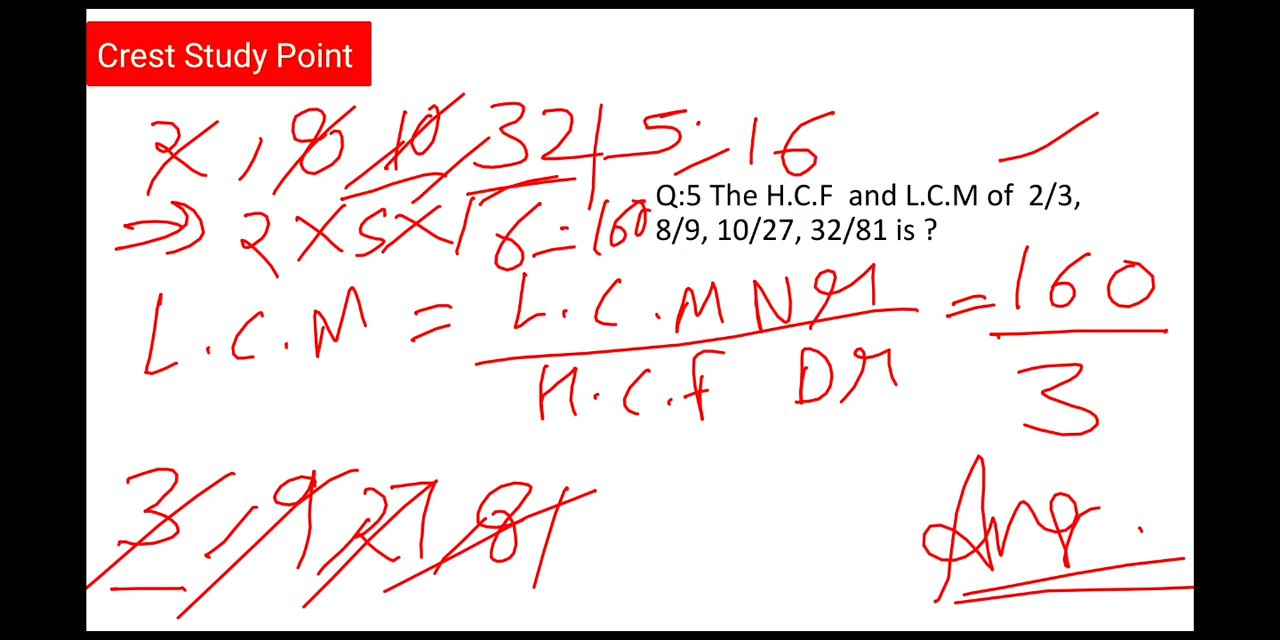 Crest Study Point
2, 8 10, 32 | 5, 16
⇒ 2 × 5 × 16 = 160
Q:5 The H.C.F and L.C.M of 2/3,
8/9, 10/27, 32/81 is ?
L.C.M = L.C.M Nr / H.C.F Dr = 160 / 3
3, 9, 27, 81
Ans.